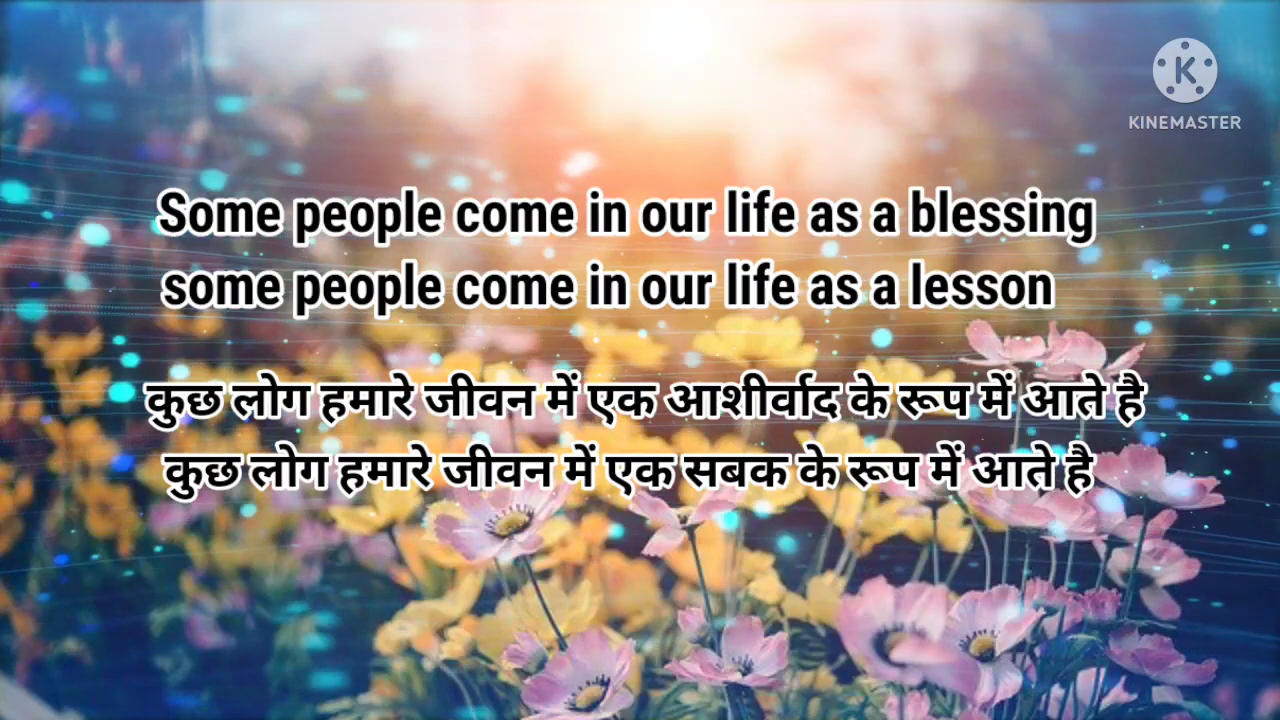 KINEMASTER
Some people come in our life as a blessing
some people come in our life as a lesson
कुछ लोग हमारे जीवन में एक आशीर्वाद के रूप में आते है
कुछ लोग हमारे जीवन में एक सबक के रूप में आते है